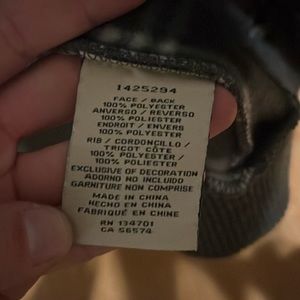 1425294
FACE / BACK
100% POLYESTER
ANVERSO / REVERSO
100% POLIESTER
ENDROIT / ENVERS
100% POLYESTER
RIB / CORDONCILLO /
TRICOT CÔTE
100% POLYESTER /
100% POLIESTER
EXCLUSIVE OF DECORATION
ADORNO NO INCLUIDO
GARNITURE NON COMPRISE
MADE IN CHINA
HECHO EN CHINA
FABRIQUÉ EN CHINE
RN 134701
CA 56574